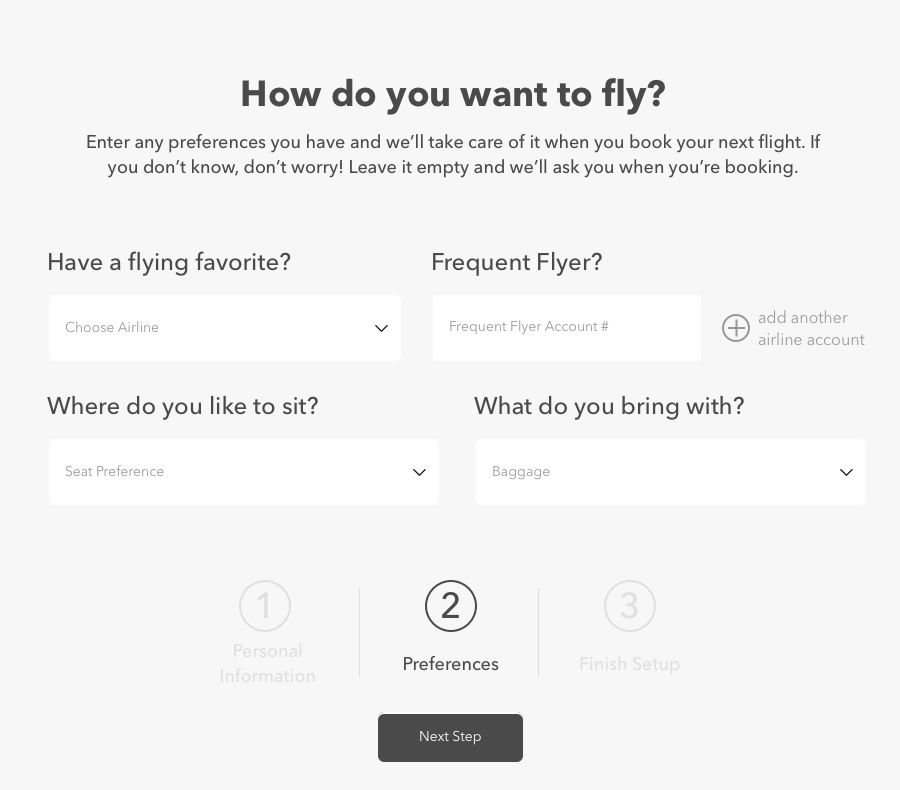 How do you want to fly?
Enter any preferences you have and we’ll take care of it when you book your next flight. If
you don’t know, don’t worry! Leave it empty and we’ll ask you when you’re booking.
Have a flying favorite?
Frequent Flyer?
Choose Airline
Frequent Flyer Account #
add another
airline account
Where do you like to sit?
What do you bring with?
Seat Preference
Baggage
1
2
3
Personal
Information
Preferences
Finish Setup
Next Step